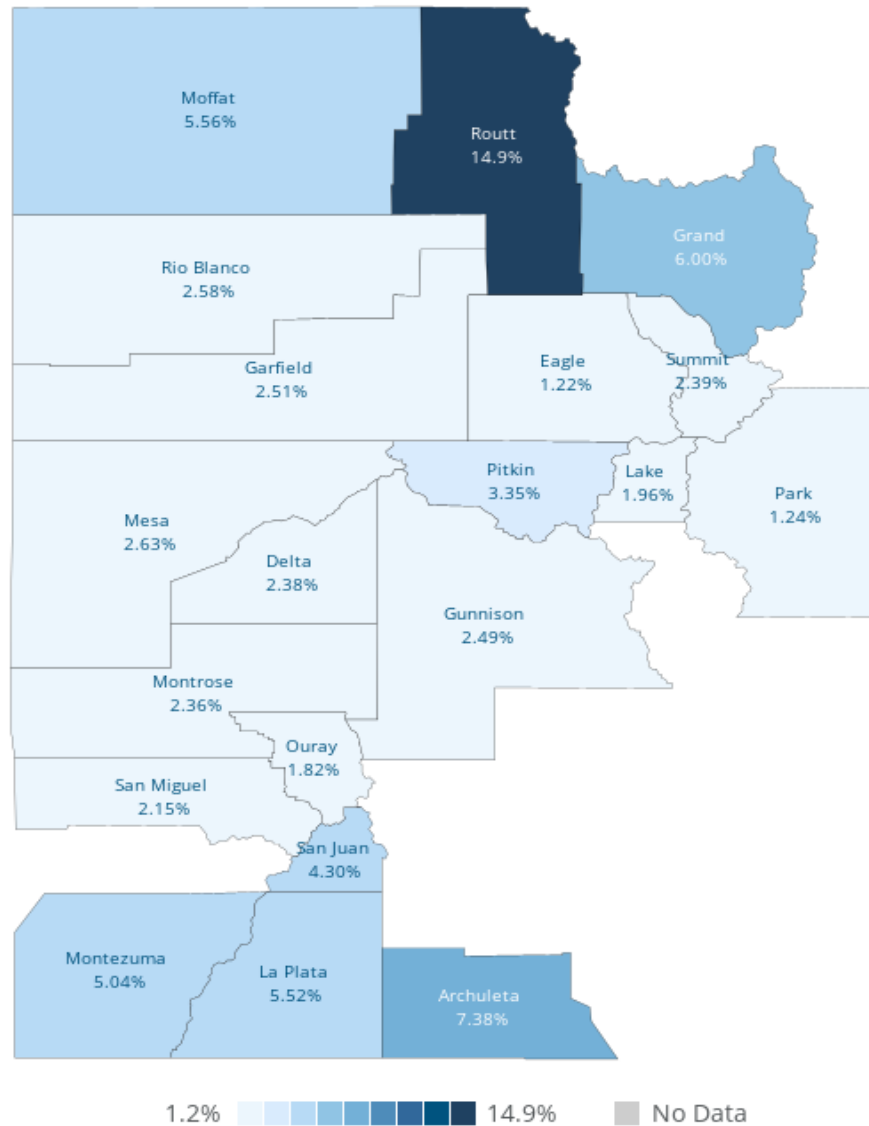 Moffat
5.56%
Routt
14.9%
Grand
6.00%
Rio Blanco
2.58%
Garfield
2.51%
Eagle
1.22%
Summit
2.39%
Pitkin
3.35%
Lake
1.96%
Park
1.24%
Mesa
2.63%
Delta
2.38%
Gunnison
2.49%
Montrose
2.36%
Ouray
1.82%
San Miguel
2.15%
San Juan
4.30%
Montezuma
5.04%
La Plata
5.52%
Archuleta
7.38%
1.2% 14.9% No Data